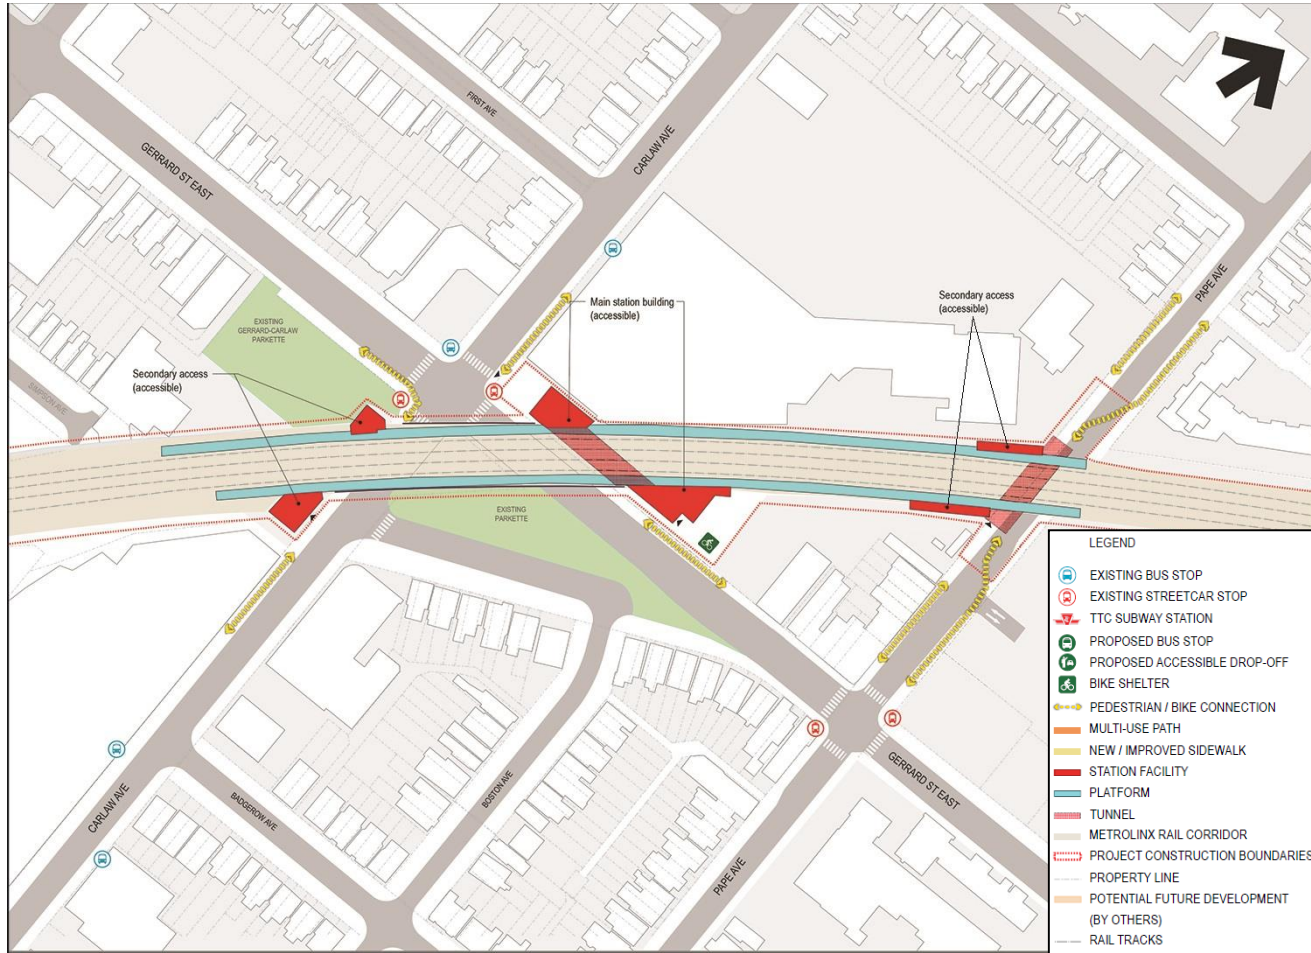 FIRST AVE
CARLAW AVE
GERRARD ST EAST
PAPE AVE
Main station building
(accessible)
Secondary access
(accessible)
EXISTING
GERRARD-CARLAW
PARKETTE
Secondary access
(accessible)
SIMPSON AVE
EXISTING
PARKETTE
CARLAW AVE
BADGEROW AVE
BOSTON AVE
PAPE AVE
GERRARD ST EAST
LEGEND
EXISTING BUS STOP
EXISTING STREETCAR STOP
TTC SUBWAY STATION
PROPOSED BUS STOP
PROPOSED ACCESSIBLE DROP-OFF
BIKE SHELTER
PEDESTRIAN / BIKE CONNECTION
MULTI-USE PATH
NEW / IMPROVED SIDEWALK
STATION FACILITY
PLATFORM
TUNNEL
METROLINX RAIL CORRIDOR
PROJECT CONSTRUCTION BOUNDARIES
PROPERTY LINE
POTENTIAL FUTURE DEVELOPMENT
(BY OTHERS)
RAIL TRACKS